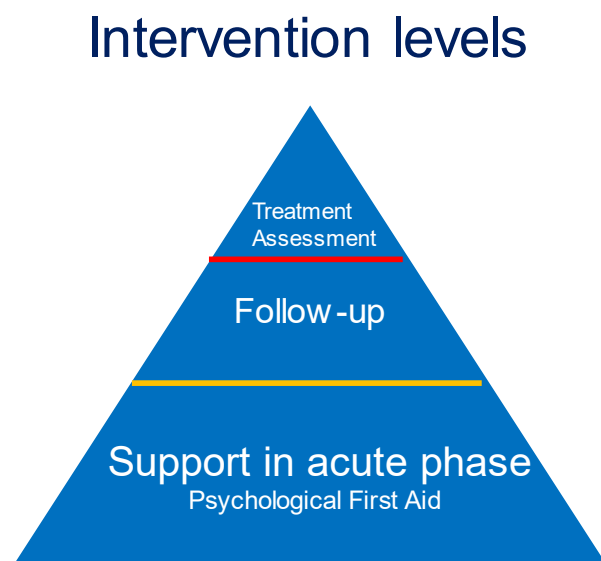 Intervention levels
Treatment
Assessment
Follow-up
Support in acute phase
Psychological First Aid